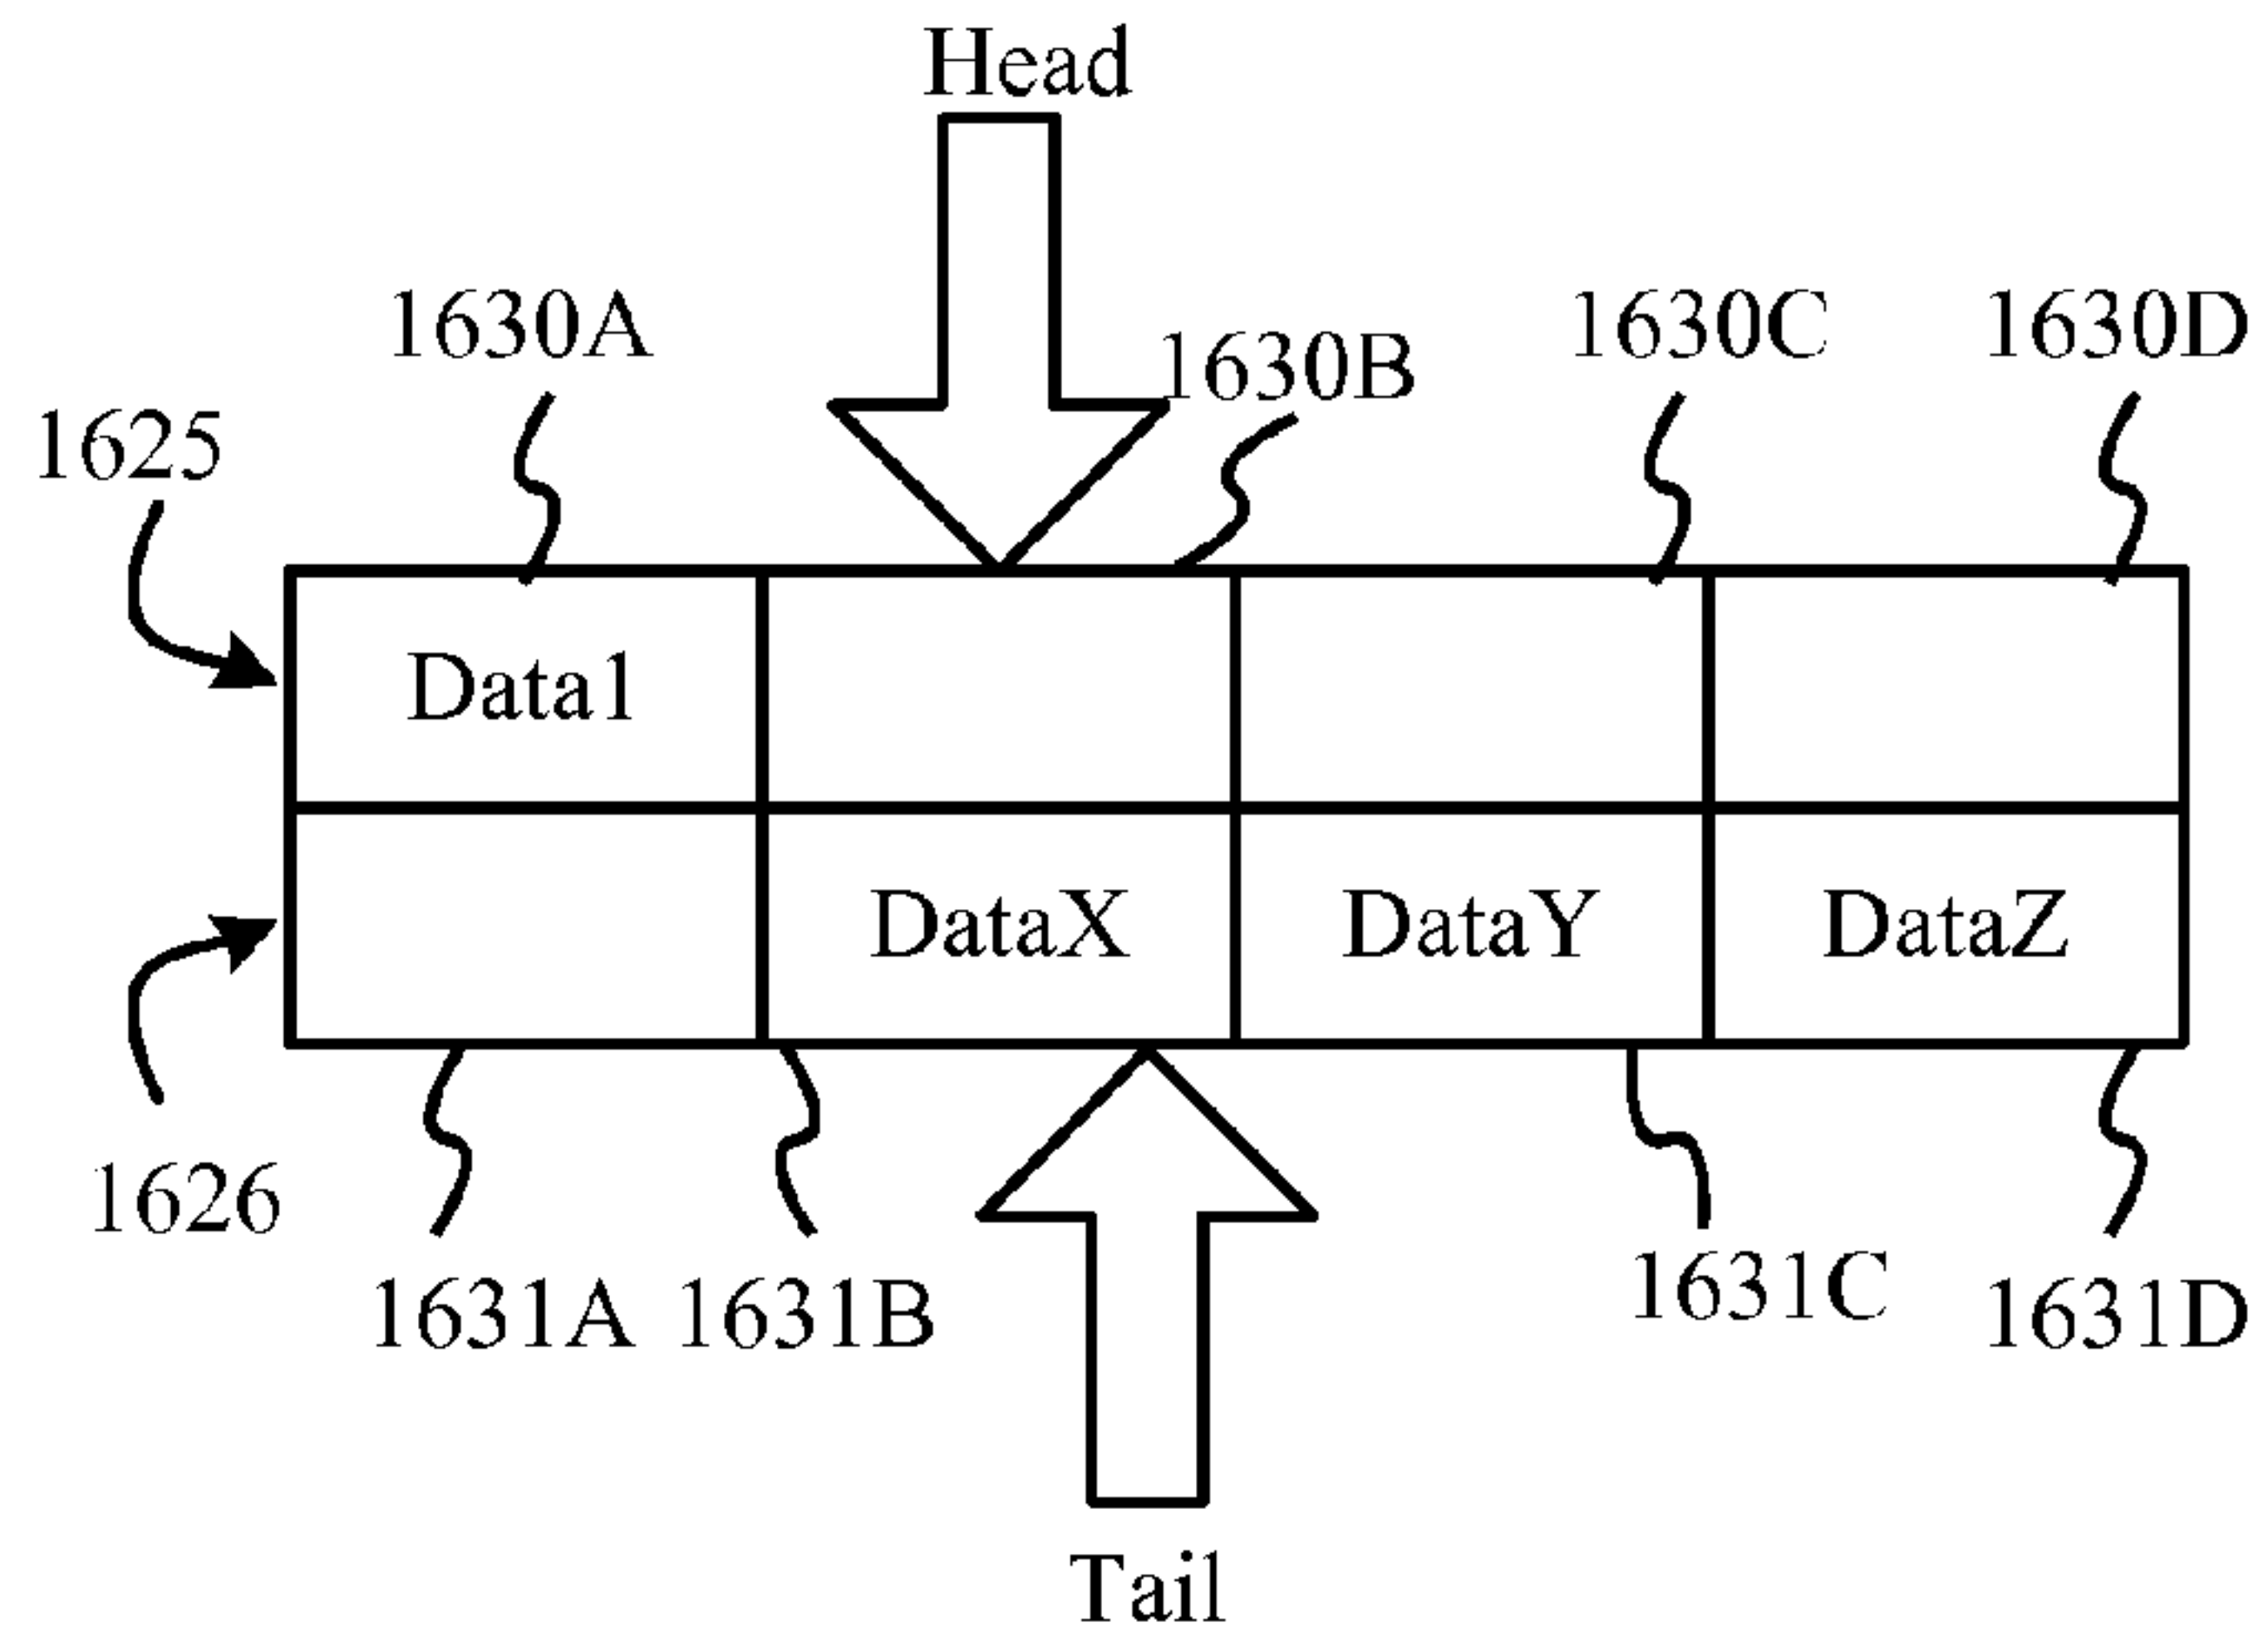 Head
1630A
1630B
1630C
1630D
1625
Data1
DataX
DataY
DataZ
1626
1631A
1631B
1631C
1631D
Tail